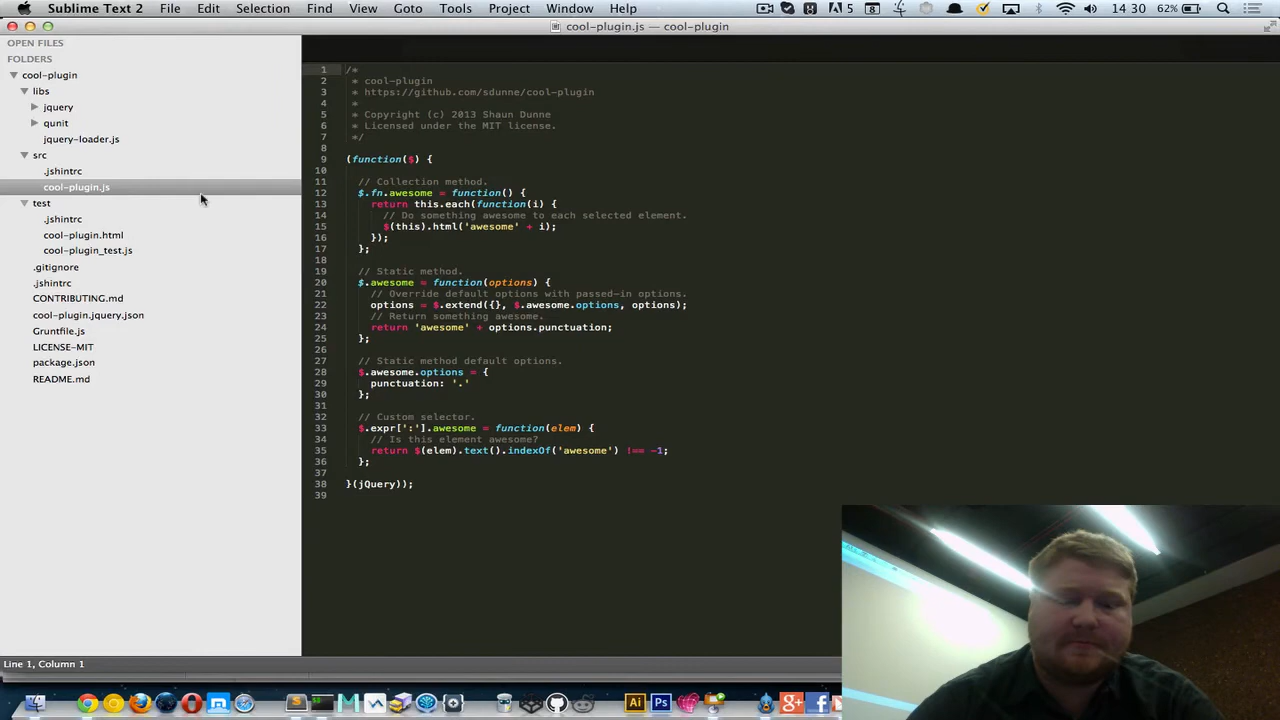 Sublime Text 2 File Edit Selection Find View Goto Tools Project Window Help 5 8 14 30 62%
cool-plugin.js — cool-plugin
OPEN FILES
FOLDERS
cool-plugin
libs
jquery
qunit
jquery-loader.js
src
.jshintrc
cool-plugin.js
test
.jshintrc
cool-plugin.html
cool-plugin_test.js
.gitignore
.jshintrc
CONTRIBUTING.md
cool-plugin.jquery.json
Gruntfile.js
LICENSE-MIT
package.json
README.md
1 /*
2 * cool-plugin
3 * https://github.com/sdunne/cool-plugin
4 *
5 * Copyright (c) 2013 Shaun Dunne
6 * Licensed under the MIT license.
7 */
8
9 (function($) {
10
11 // Collection method.
12 $.fn.awesome = function() {
13 return this.each(function(i) {
14 // Do something awesome to each selected element.
15 $(this).html('awesome' + i);
16 });
17 };
18
19 // Static method.
20 $.awesome = function(options) {
21 // Override default options with passed-in options.
22 options = $.extend({}, $.awesome.options, options);
23 // Return something awesome.
24 return 'awesome' + options.punctuation;
25 };
26
27 // Static method default options.
28 $.awesome.options = {
29 punctuation: '.'
30 };
31
32 // Custom selector.
33 $.expr[':'].awesome = function(elem) {
34 // Is this element awesome?
35 return $(elem).text().indexOf('awesome') !== -1;
36 };
37
38 }(jQuery));
39
Line 1, Column 1
Ai Ps